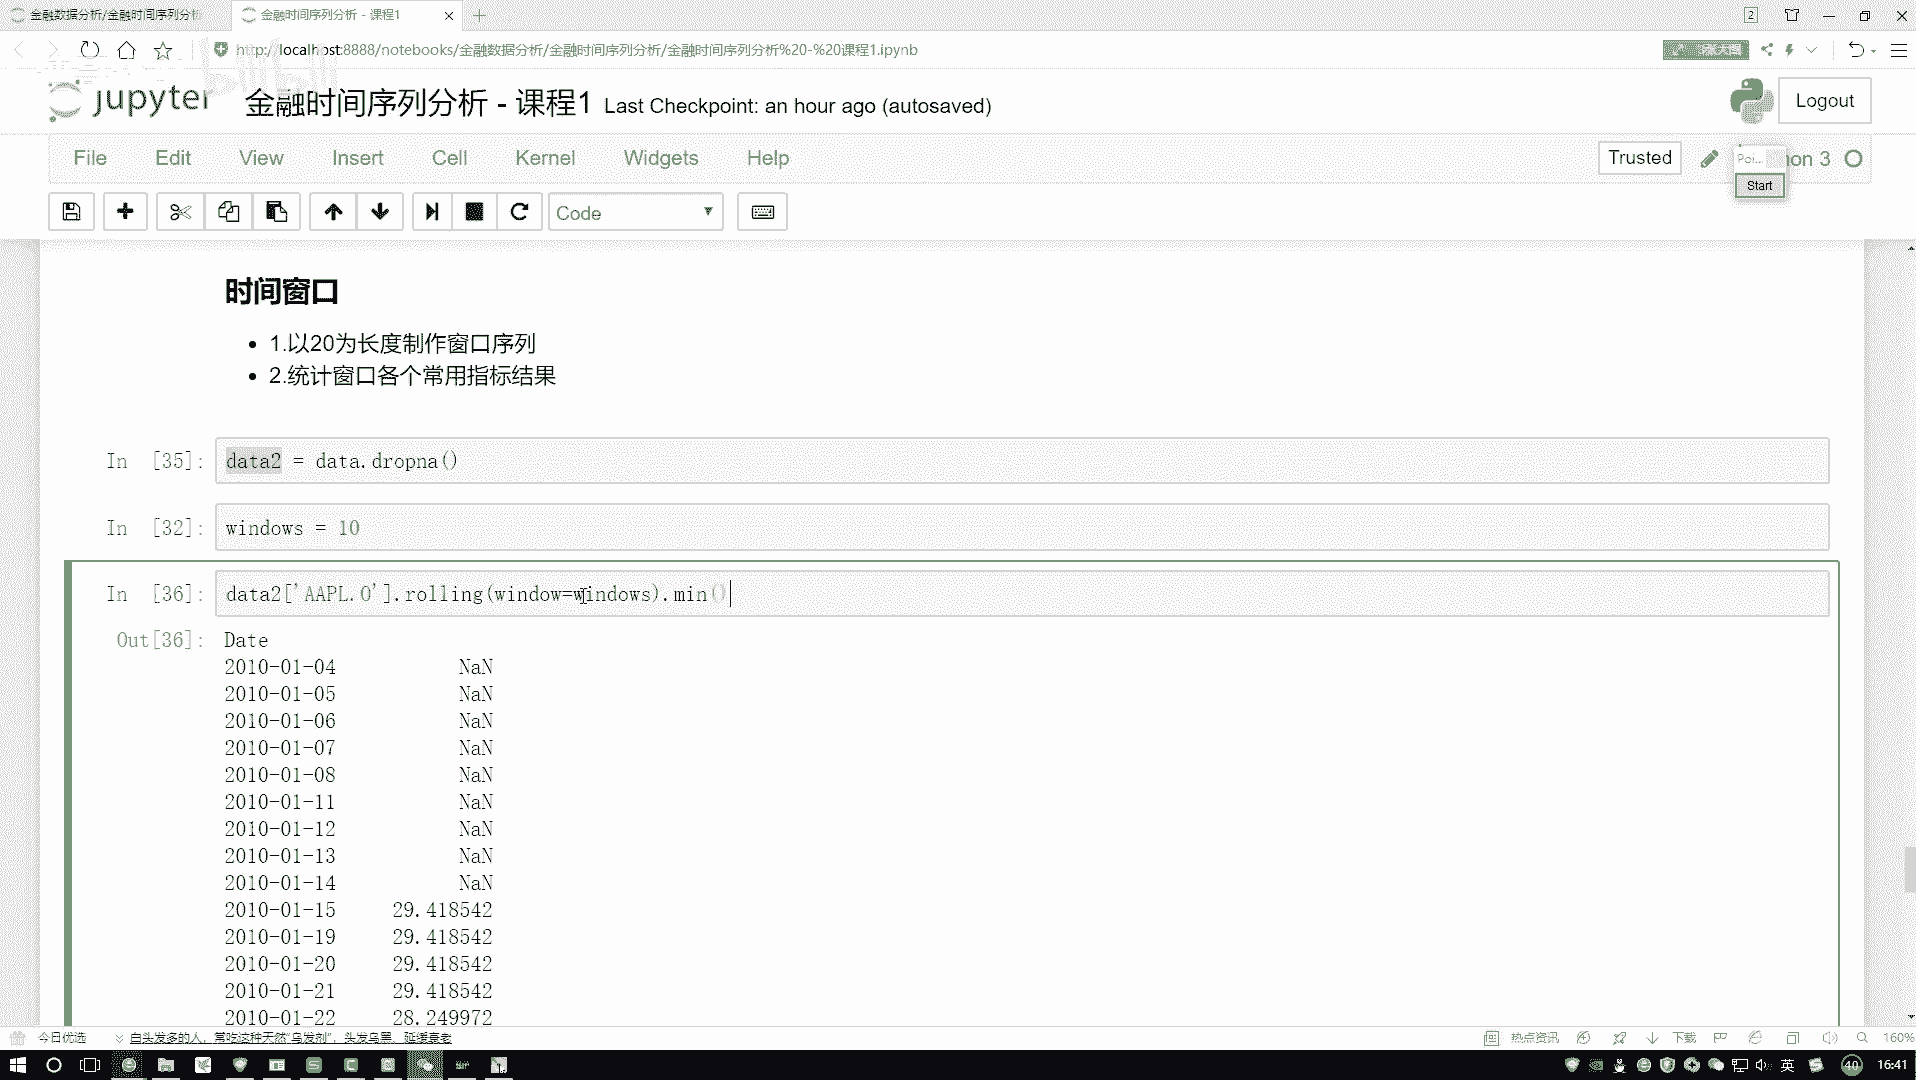 金融数据分析/金融时间序列分析
金融时间序列分析 - 课程1
2
http://localhost:8888/notebooks/金融数据分析/金融时间序列分析/金融时间序列分析%20-%20课程1.ipynb
jupyter
金融时间序列分析 - 课程1 Last Checkpoint: an hour ago (autosaved)
Logout
File Edit View Insert Cell Kernel Widgets Help
Trusted
Start
Code
时间窗口
1.以20为长度制作窗口序列
2.统计窗口各个常用指标结果
In [35]: data2 = data.dropna()
In [32]: windows = 10
In [36]: data2['AAPL.O'].rolling(window=windows).min()
Out[36]: Date
2010-01-04 NaN
2010-01-05 NaN
2010-01-06 NaN
2010-01-07 NaN
2010-01-08 NaN
2010-01-11 NaN
2010-01-12 NaN
2010-01-13 NaN
2010-01-14 NaN
2010-01-15 29.418542
2010-01-19 29.418542
2010-01-20 29.418542
2010-01-21 29.418542
2010-01-22 28.249972
今日优选 白头发多的人，常吃这种天然“乌发剂”，头发乌黑、延缓衰老
热点资讯 下载 160%
英 40 16:41